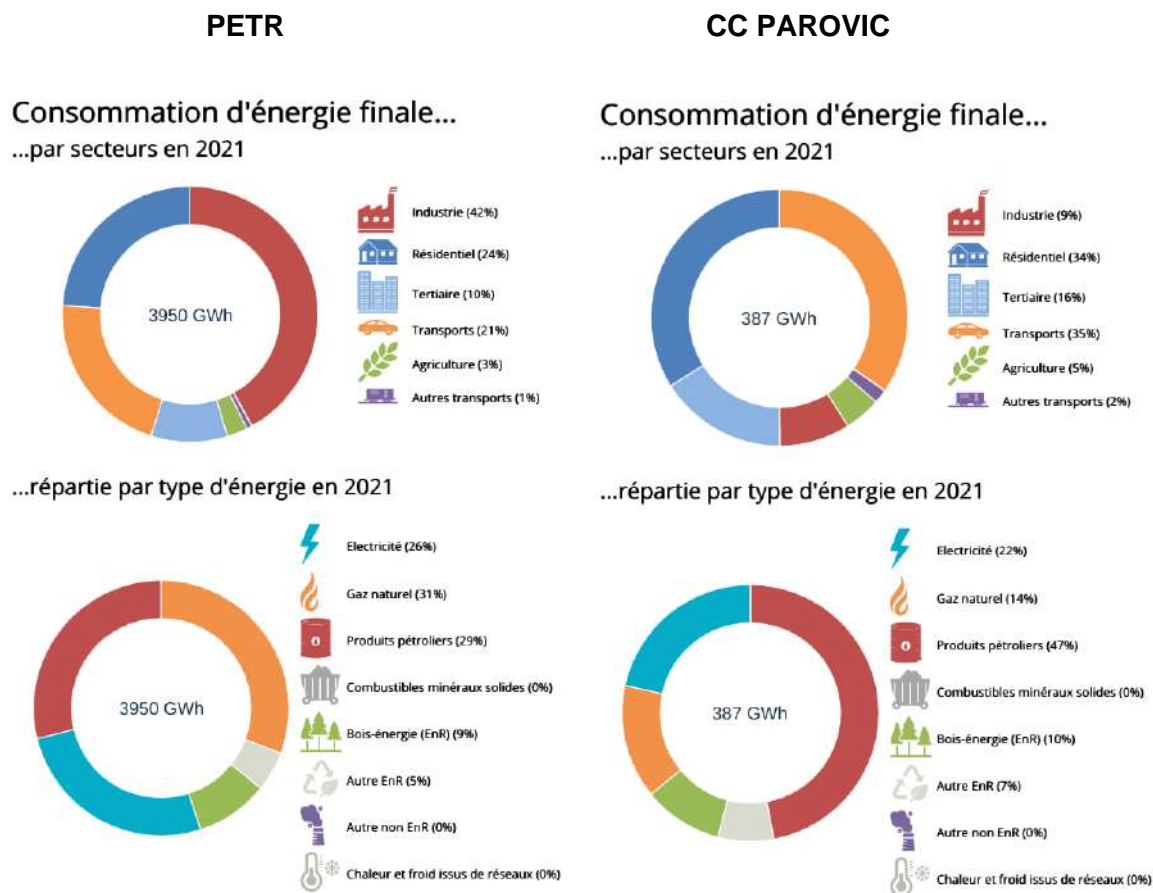 PETR
Consommation d'énergie finale...
...par secteurs en 2021
3950 GWh
Industrie (42%)
Résidentiel (24%)
Tertiaire (10%)
Transports (21%)
Agriculture (3%)
Autres transports (1%)
...répartie par type d'énergie en 2021
3950 GWh
Electricité (26%)
Gaz naturel (31%)
Produits pétroliers (29%)
Combustibles minéraux solides (0%)
Bois-énergie (EnR) (9%)
Autre EnR (5%)
Autre non EnR (0%)
Chaleur et froid issus de réseaux (0%)
CC PAROVIC
Consommation d'énergie finale...
...par secteurs en 2021
387 GWh
Industrie (9%)
Résidentiel (34%)
Tertiaire (16%)
Transports (35%)
Agriculture (5%)
Autres transports (2%)
...répartie par type d'énergie en 2021
387 GWh
Electricité (22%)
Gaz naturel (14%)
Produits pétroliers (47%)
Combustibles minéraux solides (0%)
Bois-énergie (EnR) (10%)
Autre EnR (7%)
Autre non EnR (0%)
Chaleur et froid issus de réseaux (0%)